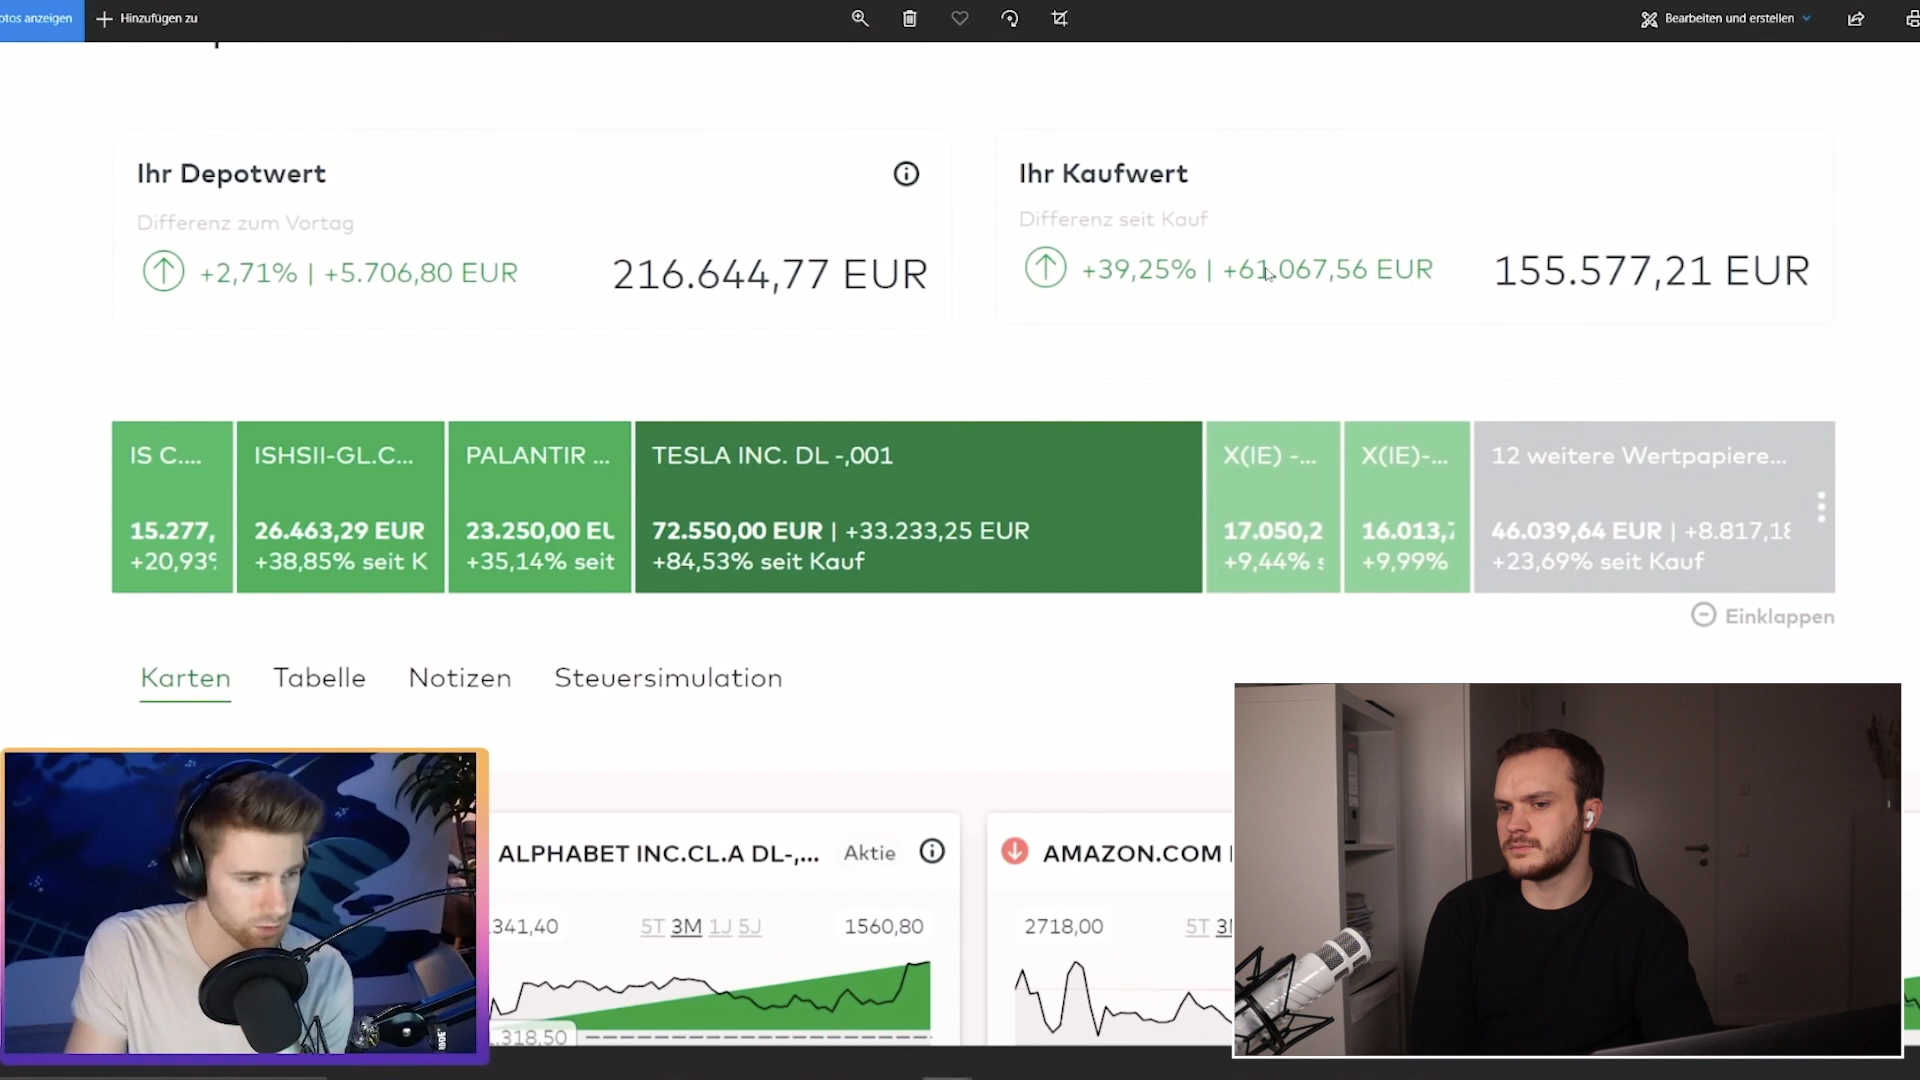 otos anzeigen
Hinzufügen zu
Bearbeiten und erstellen
Ihr Depotwert
Differenz zum Vortag
+2,71% | +5.706,80 EUR
216.644,77 EUR
Ihr Kaufwert
Differenz seit Kauf
+39,25% | +61.067,56 EUR
155.577,21 EUR
IS C....
15.277,
+20,93%
ISHSII-GL.C...
26.463,29 EUR
+38,85% seit K
PALANTIR ...
23.250,00 EU
+35,14% seit
TESLA INC. DL -,001
72.550,00 EUR | +33.233,25 EUR
+84,53% seit Kauf
X(IE) -...
17.050,2
+9,44% s
X(IE)-...
16.013,7
+9,99%
12 weitere Wertpapiere...
46.039,64 EUR | +8.817,18
+23,69% seit Kauf
Einklappen
Karten
Tabelle
Notizen
Steuersimulation
ALPHABET INC.CL.A DL-,...
Aktie
341,40
5T 3M 1J 5J
1560,80
.318,50
AMAZON.COM I
2718,00
5T 3M